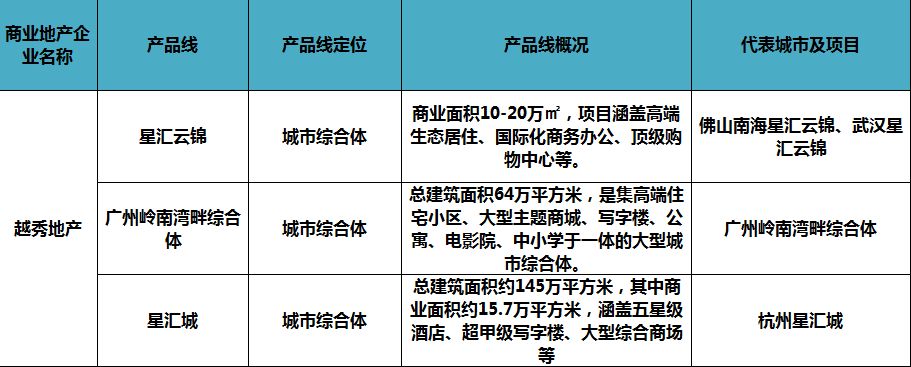 商业地产企
业名称
产品线
产品线定位
产品线概况
代表城市及项目
越秀地产
星汇云锦
城市综合体
商业面积10-20万㎡，项目涵盖高端
生态居住、国际化商务办公、顶级购
物中心等。
佛山南海星汇云锦、武汉星
汇云锦
广州岭南湾畔综合
体
城市综合体
总建筑面积64万平方米，是集高端住
宅小区、大型主题商城、写字楼、公
寓、电影院、中小学于一体的大型城
市综合体。
广州岭南湾畔综合体
星汇城
城市综合体
总建筑面积约145万平方米，其中商
业面积约15.7万平方米，涵盖五星级
酒店、超甲级写字楼、大型综合商场
等
杭州星汇城